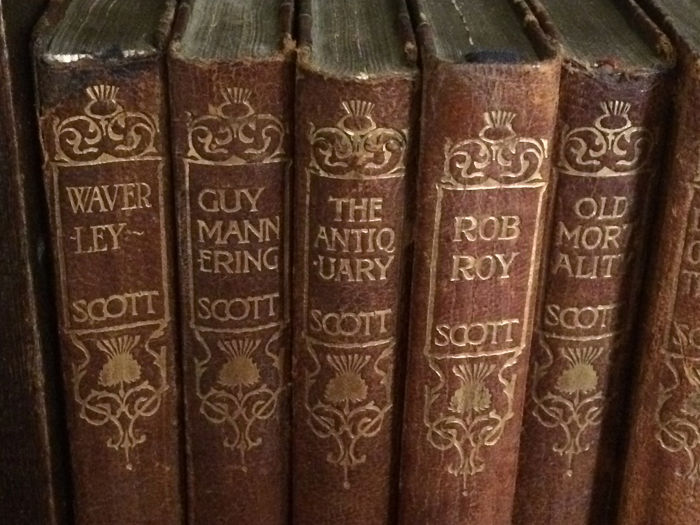 WAVER
LEY~
SCOTT
GUY
MANN
ERING
SCOTT
THE
ANTIQ
·UARY
SCOTT
ROB
ROY
SCOTT
OLD
MORT
ALITY
SCOTT